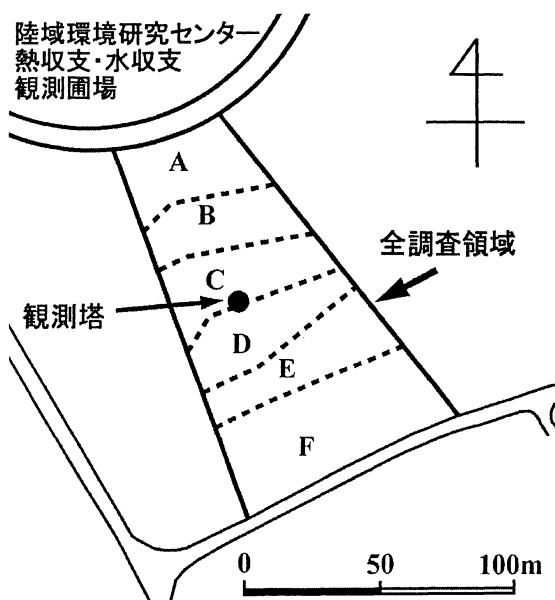 陸域環境研究センター
熱収支・水収支
観測圃場
A
B
全調査領域
C
観測塔
D
E
F
0 50 100m